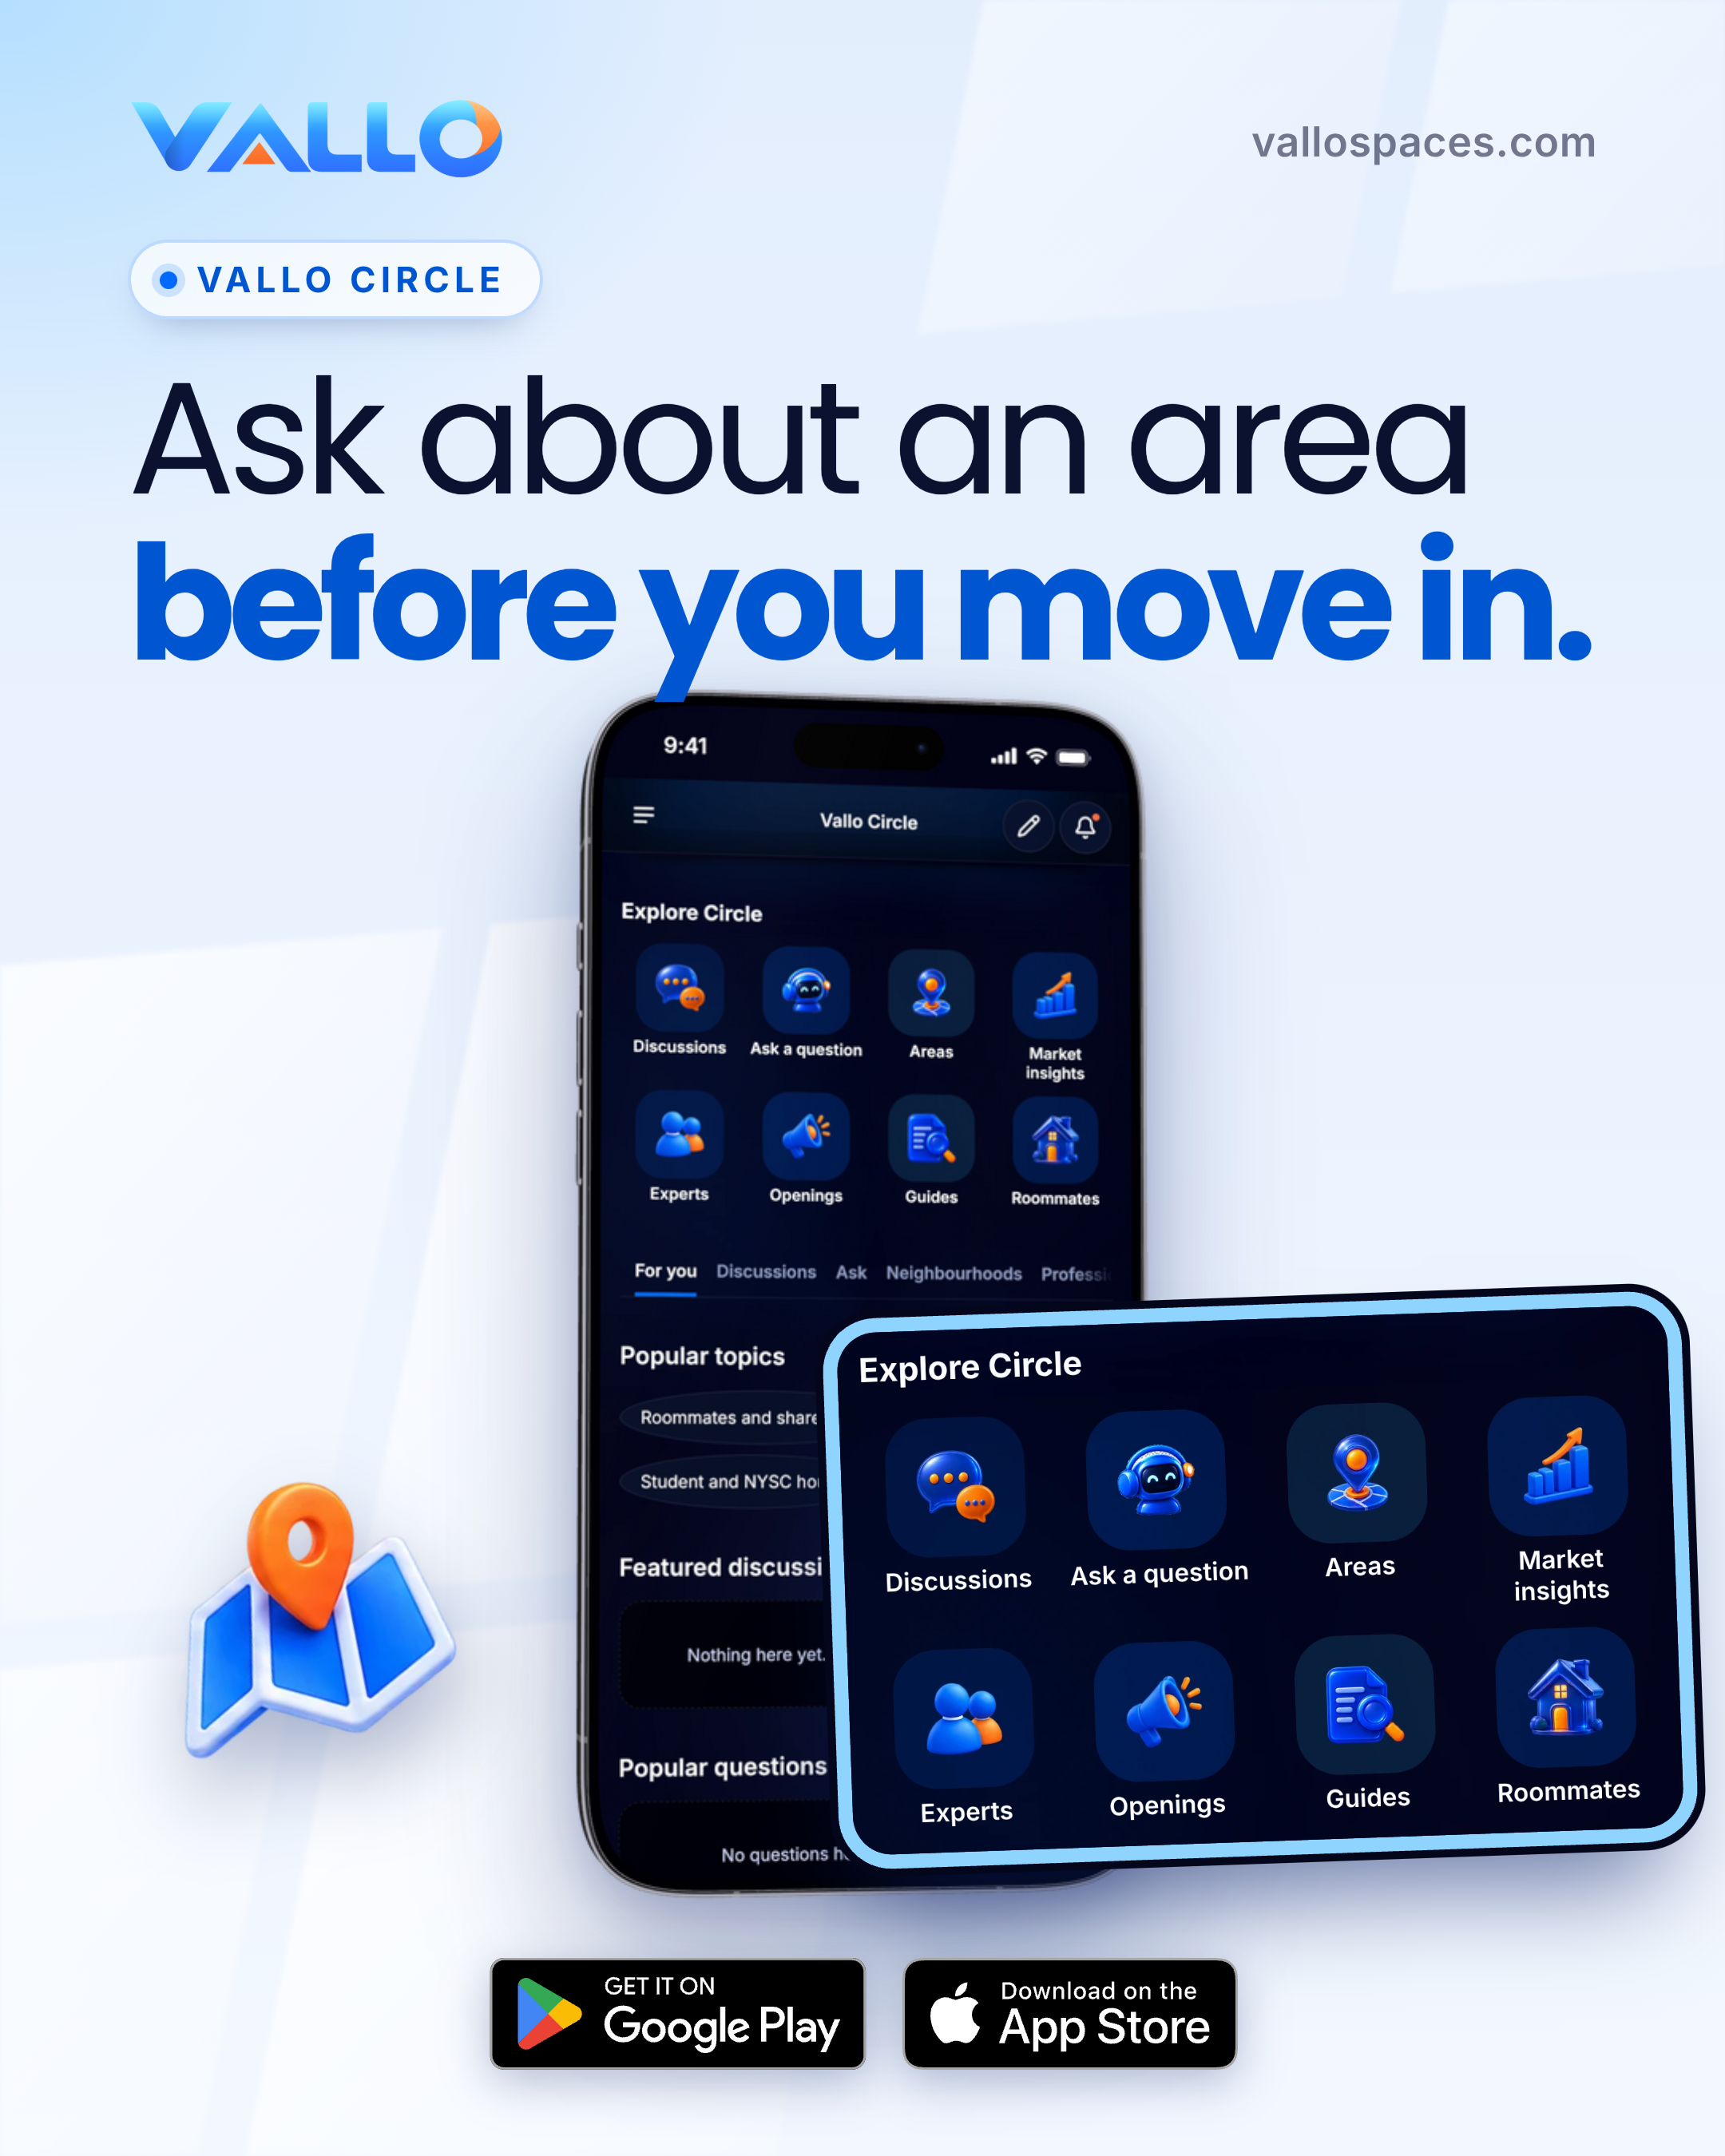 VALLO
vallospaces.com
VALLO CIRCLE
Ask about an area
before you move in.
9:41
Vallo Circle
Explore Circle
Discussions
Ask a question
Areas
Market
insights
Experts
Openings
Guides
Roommates
For you
Discussions
Ask
Neighbourhoods
Popular topics
Roommates and
Student and NYSC
Featured
Nothing here yet.
Popular questions
No questions
Explore Circle
Discussions
Ask a question
Areas
Market
insights
Experts
Openings
Guides
Roommates
GET IT ON
Google Play
Download on the
App Store